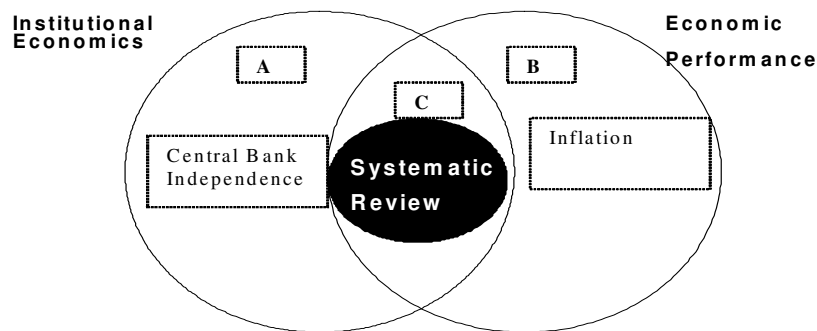 Institutional
Economics
Economic
Performance
A
B
C
Central Bank
Independence
Systematic
Review
Inflation